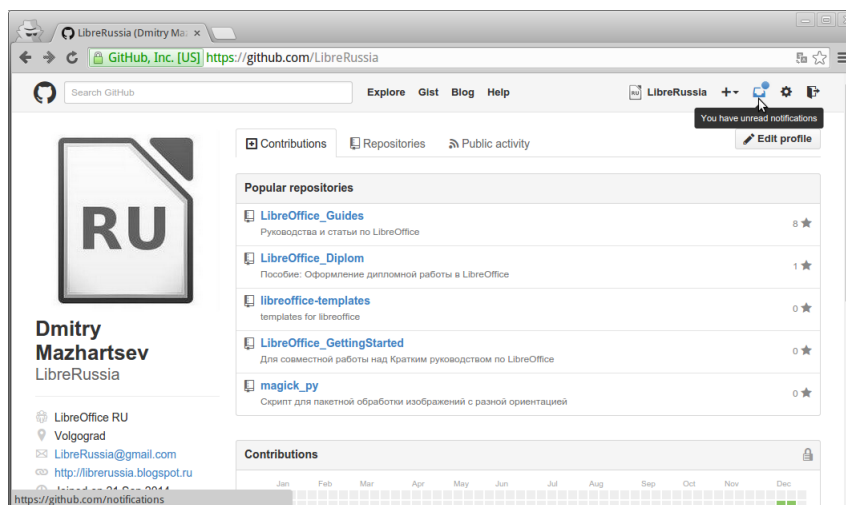 LibreRussia (Dmitry Ma
GitHub, Inc. [US] https://github.com/LibreRussia
Search GitHub
Explore Gist Blog Help
LibreRussia
You have unread notifications
RU
Contributions
Repositories
Public activity
Edit profile
Popular repositories
LibreOffice_Guides
Руководства и статьи по LibreOffice
8
LibreOffice_Diplom
Пособие: Оформление дипломной работы в LibreOffice
1
libreoffice-templates
templates for libreoffice
0
LibreOffice_GettingStarted
Для совместной работы над Кратким руководством по LibreOffice
0
magick_py
Скрипт для пакетной обработки изображений с разной ориентацией
0
Dmitry
Mazhartsev
LibreRussia
LibreOffice RU
Volgograd
LibreRussia@gmail.com
http://librerussia.blogspot.ru
Joined on 21 Sep 2014
https://github.com/notifications
Contributions
Jan Feb Mar Apr May Jun Jul Aug Sep Oct Nov Dec